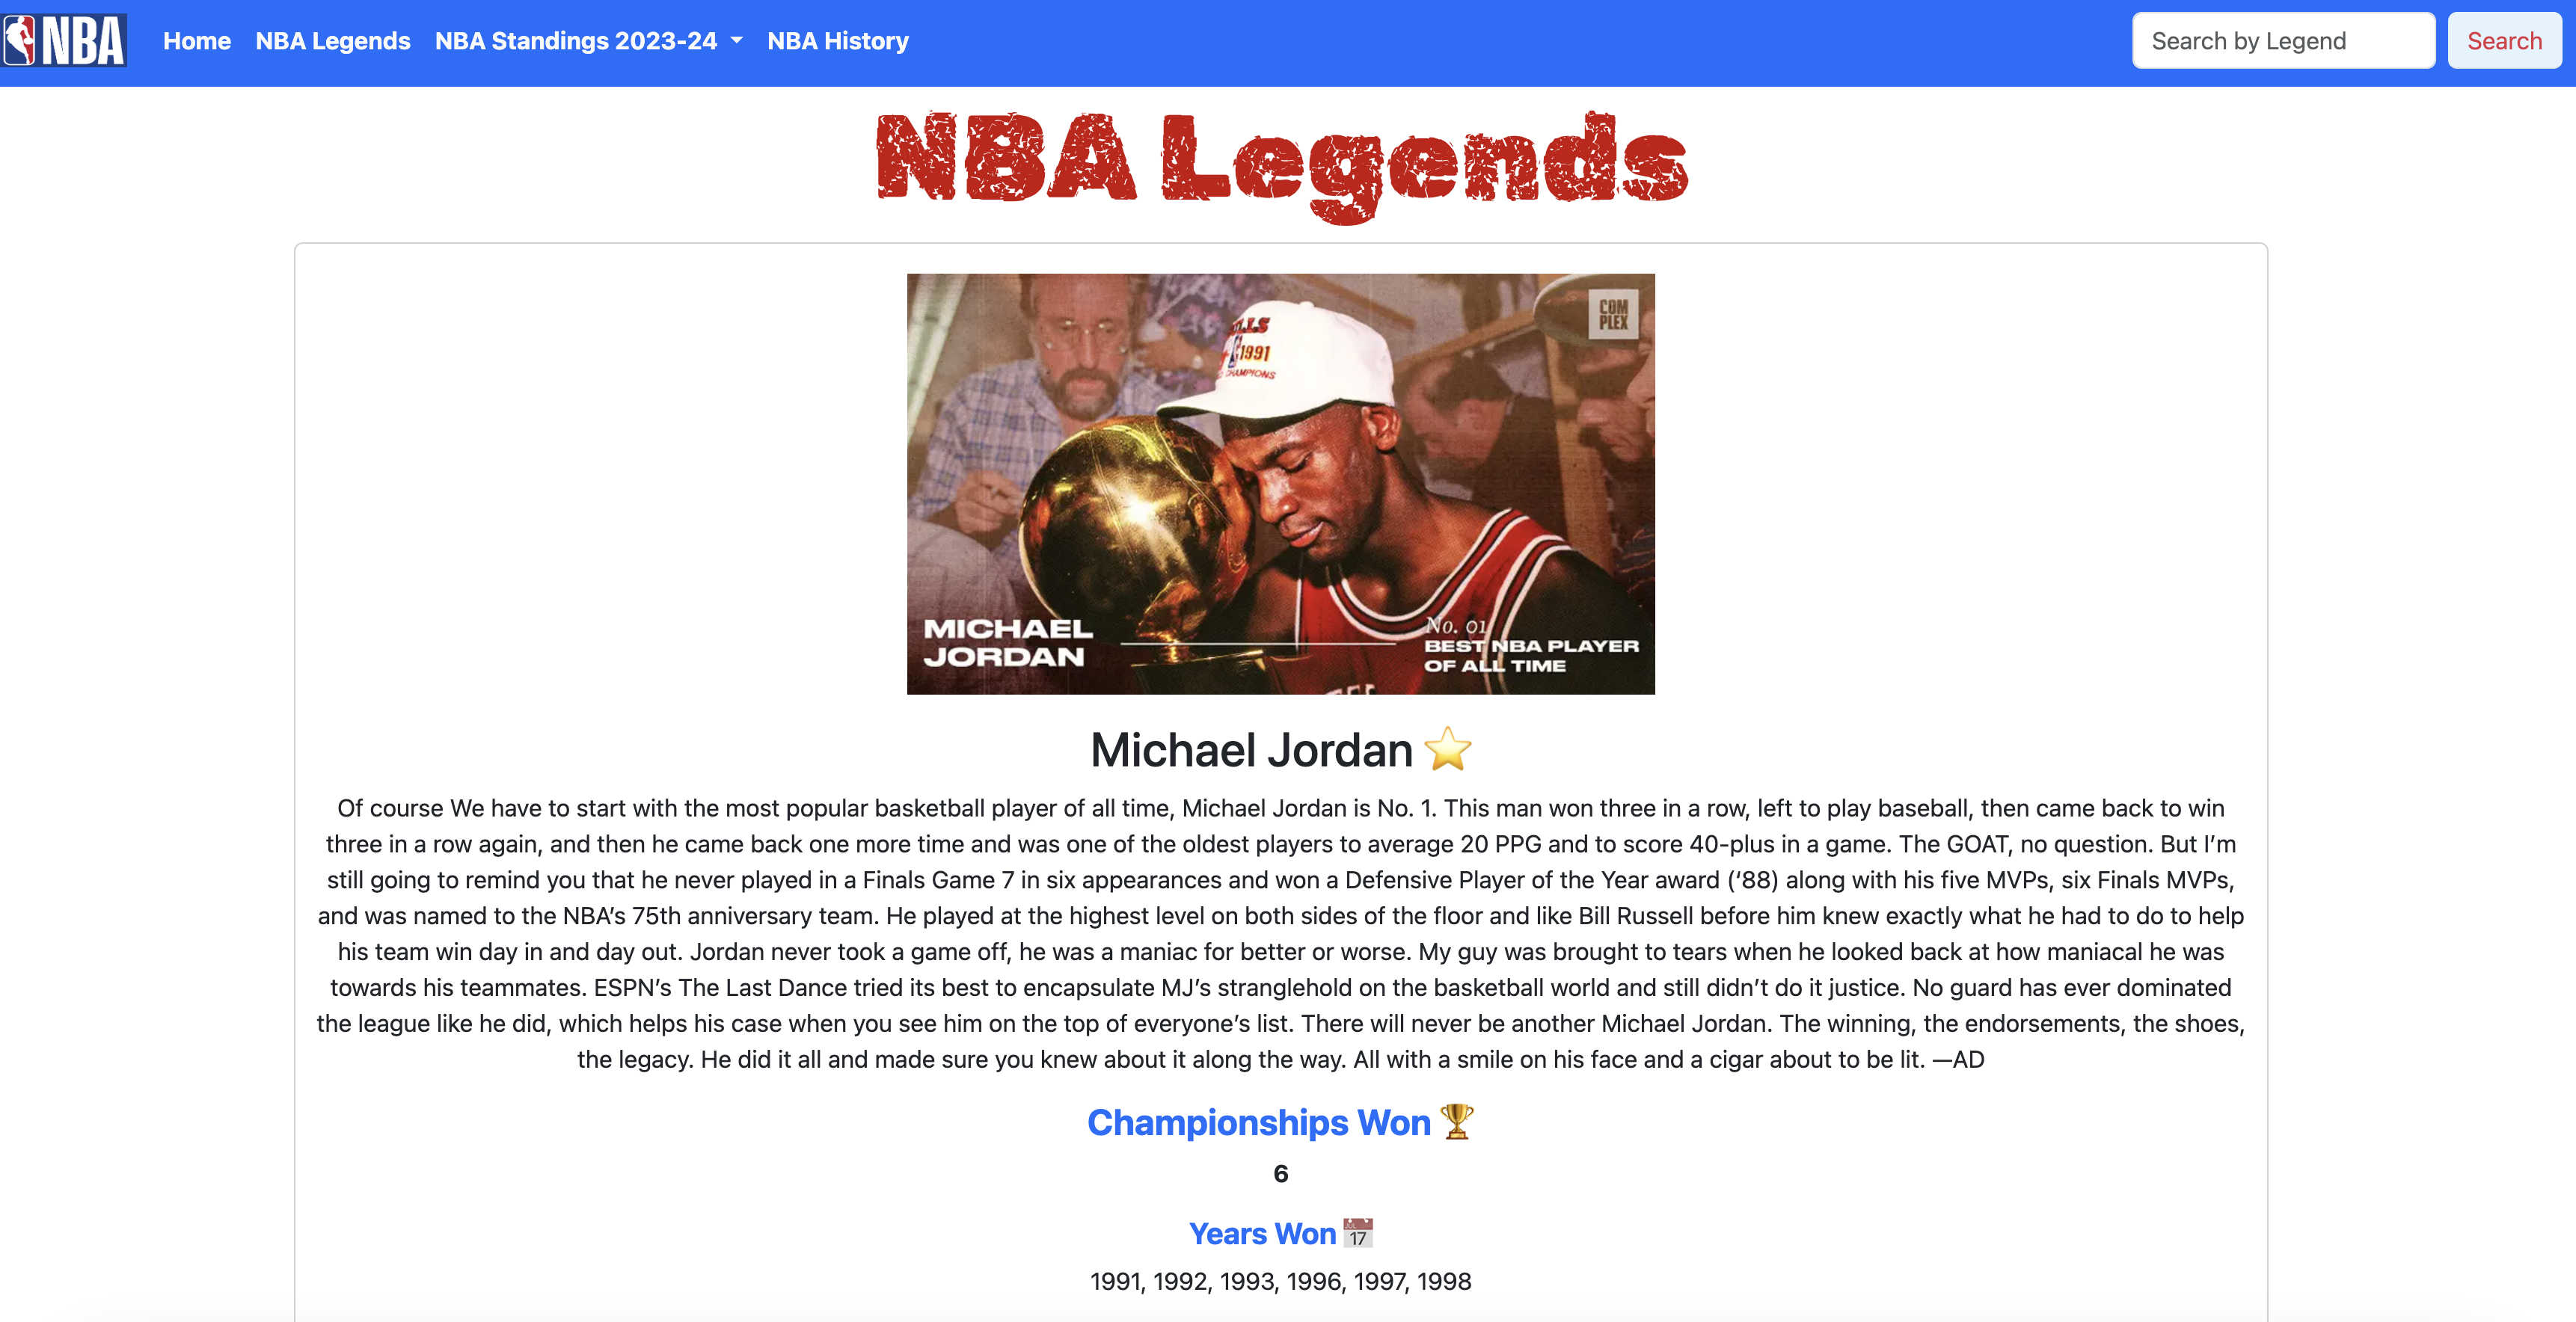 NBA Home NBA Legends NBA Standings 2023-24 NBA History Search by Legend Search
NBA Legends
COM
PLEX
LLS
1991
CHAMPIONS
MICHAEL
JORDAN
No. 01
BEST NBA PLAYER
OF ALL TIME
Michael Jordan ⭐
Of course We have to start with the most popular basketball player of all time, Michael Jordan is No. 1. This man won three in a row, left to play baseball, then came back to win
three in a row again, and then he came back one more time and was one of the oldest players to average 20 PPG and to score 40-plus in a game. The GOAT, no question. But I’m
still going to remind you that he never played in a Finals Game 7 in six appearances and won a Defensive Player of the Year award (‘88) along with his five MVPs, six Finals MVPs,
and was named to the NBA’s 75th anniversary team. He played at the highest level on both sides of the floor and like Bill Russell before him knew exactly what he had to do to help
his team win day in and day out. Jordan never took a game off, he was a maniac for better or worse. My guy was brought to tears when he looked back at how maniacal he was
towards his teammates. ESPN’s The Last Dance tried its best to encapsulate MJ’s stranglehold on the basketball world and still didn’t do it justice. No guard has ever dominated
the league like he did, which helps his case when you see him on the top of everyone’s list. There will never be another Michael Jordan. The winning, the endorsements, the shoes,
the legacy. He did it all and made sure you knew about it along the way. All with a smile on his face and a cigar about to be lit. —AD
Championships Won 🏆
6
Years Won 📅 JUL 17
1991, 1992, 1993, 1996, 1997, 1998